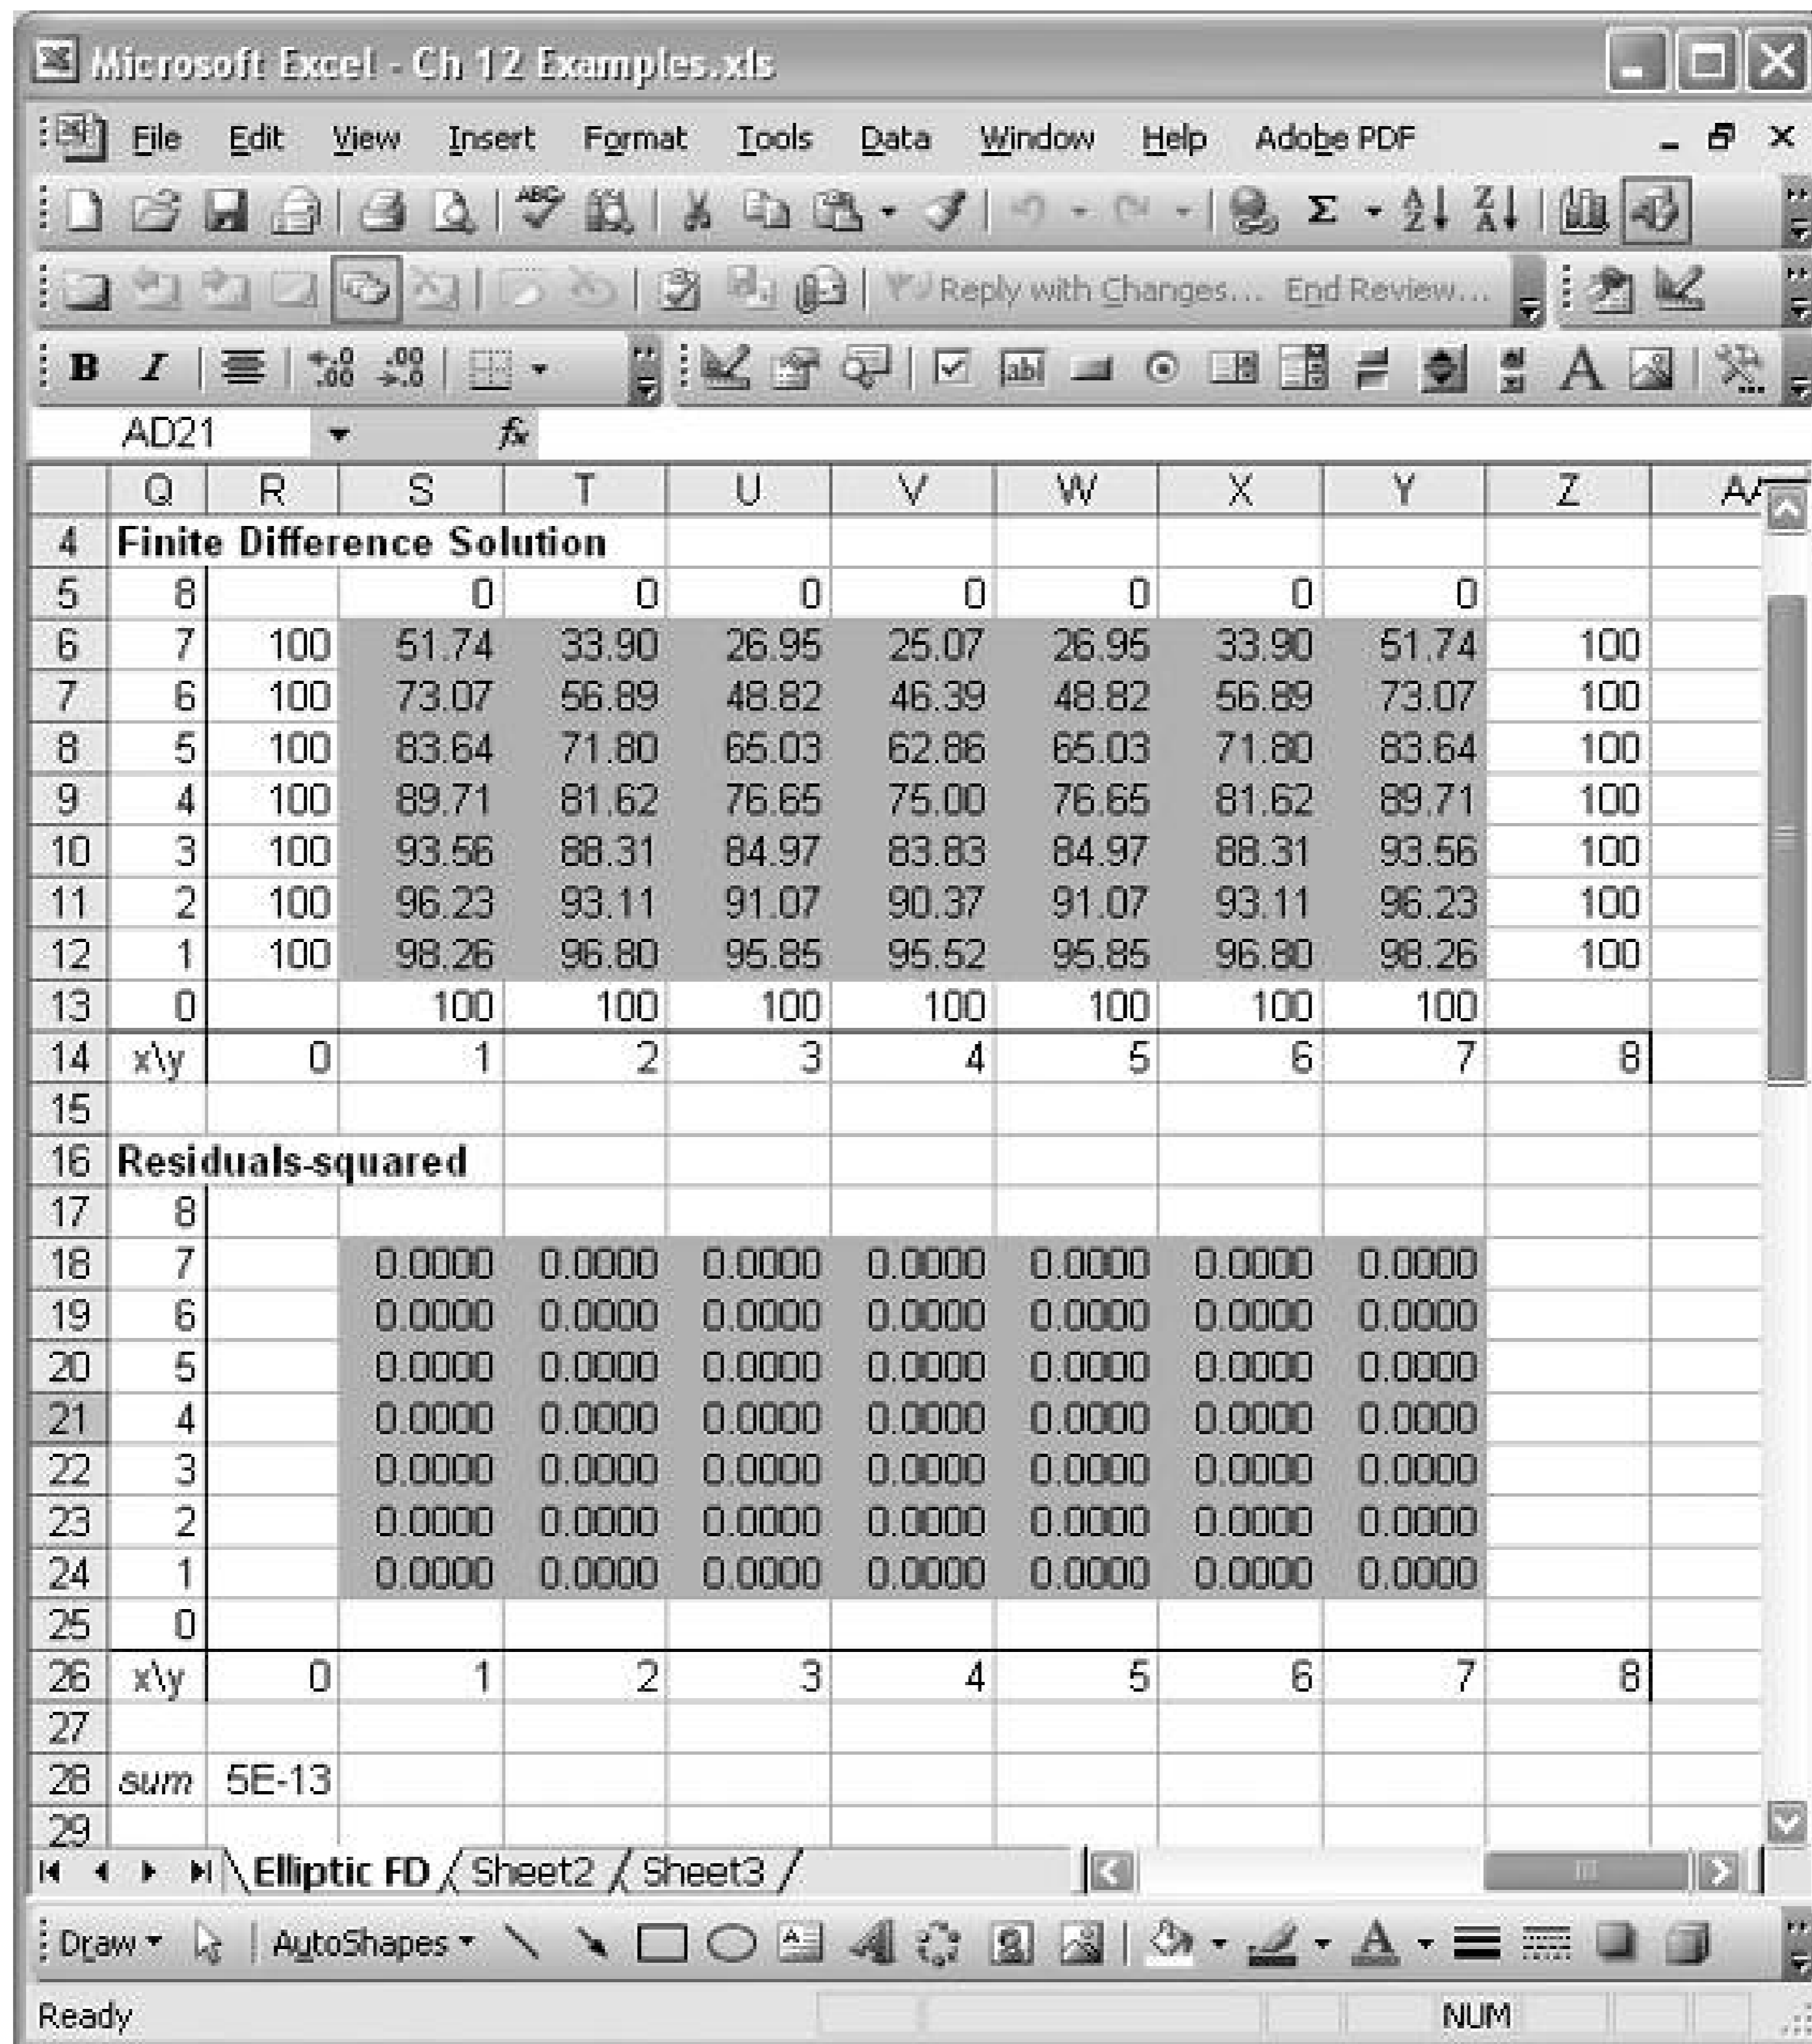 Microsoft Excel - Ch 12 Examples.xls
File Edit View Insert Format Tools Data Window Help Adobe PDF
Reply with Changes... End Review...
AD21 fx
Q R S T U V W X Y Z AA
4 Finite Difference Solution
5 8 0 0 0 0 0 0 0
6 7 100 51.74 33.90 26.95 25.07 26.95 33.90 51.74 100
7 6 100 73.07 56.89 48.82 46.39 48.82 56.89 73.07 100
8 5 100 83.64 71.80 65.03 62.86 65.03 71.80 83.64 100
9 4 100 89.71 81.62 76.65 75.00 76.65 81.62 89.71 100
10 3 100 93.56 88.31 84.97 83.83 84.97 88.31 93.56 100
11 2 100 96.23 93.11 91.07 90.37 91.07 93.11 96.23 100
12 1 100 98.26 96.80 95.85 95.52 95.85 96.80 98.26 100
13 0 100 100 100 100 100 100 100
14 x\y 0 1 2 3 4 5 6 7 8
15
16 Residuals-squared
17 8
18 7 0.0000 0.0000 0.0000 0.0000 0.0000 0.0000 0.0000
19 6 0.0000 0.0000 0.0000 0.0000 0.0000 0.0000 0.0000
20 5 0.0000 0.0000 0.0000 0.0000 0.0000 0.0000 0.0000
21 4 0.0000 0.0000 0.0000 0.0000 0.0000 0.0000 0.0000
22 3 0.0000 0.0000 0.0000 0.0000 0.0000 0.0000 0.0000
23 2 0.0000 0.0000 0.0000 0.0000 0.0000 0.0000 0.0000
24 1 0.0000 0.0000 0.0000 0.0000 0.0000 0.0000 0.0000
25 0
26 x\y 0 1 2 3 4 5 6 7 8
27
28 sum 5E-13
29
Elliptic FD Sheet2 Sheet3
Draw AutoShapes
Ready NUM